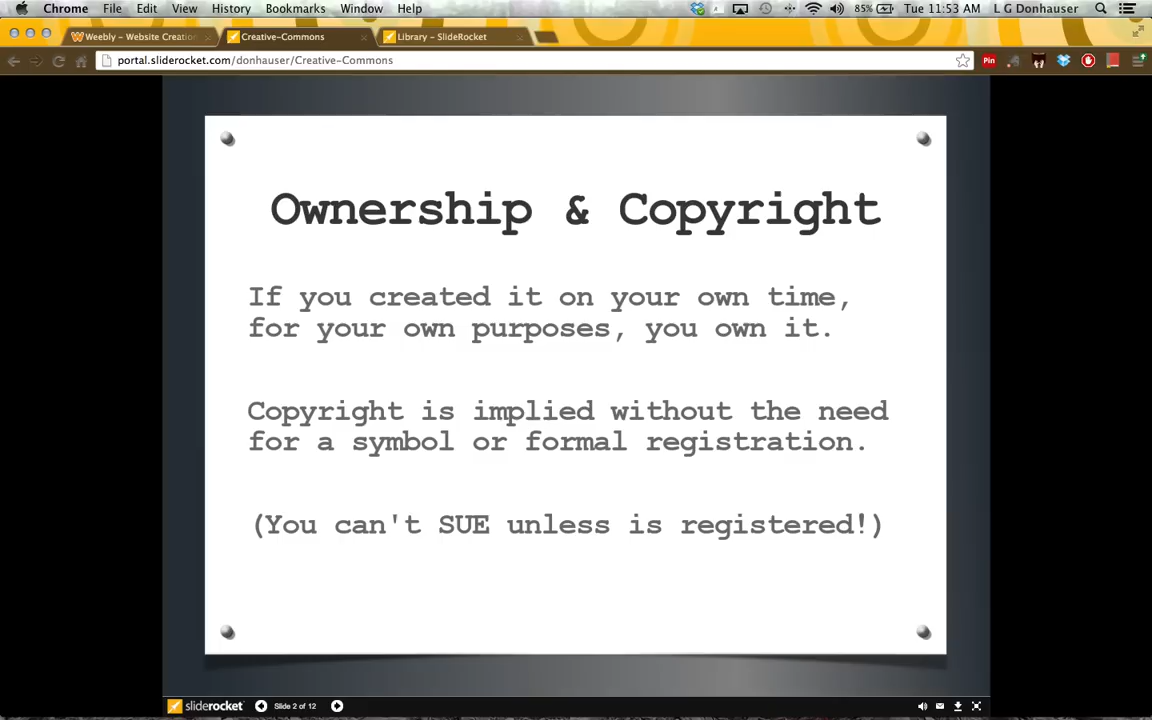 Chrome File Edit View History Bookmarks Window Help 85% Tue 11:53 AM L G Donhauser
Weebly - Website Creation Creative-Commons Library - SlideRocket
portal.sliderocket.com/donhauser/Creative-Commons Pin
Ownership & Copyright
If you created it on your own time,
for your own purposes, you own it.
Copyright is implied without the need
for a symbol or formal registration.
(You can't SUE unless is registered!)
sliderocket Slide 2 of 12